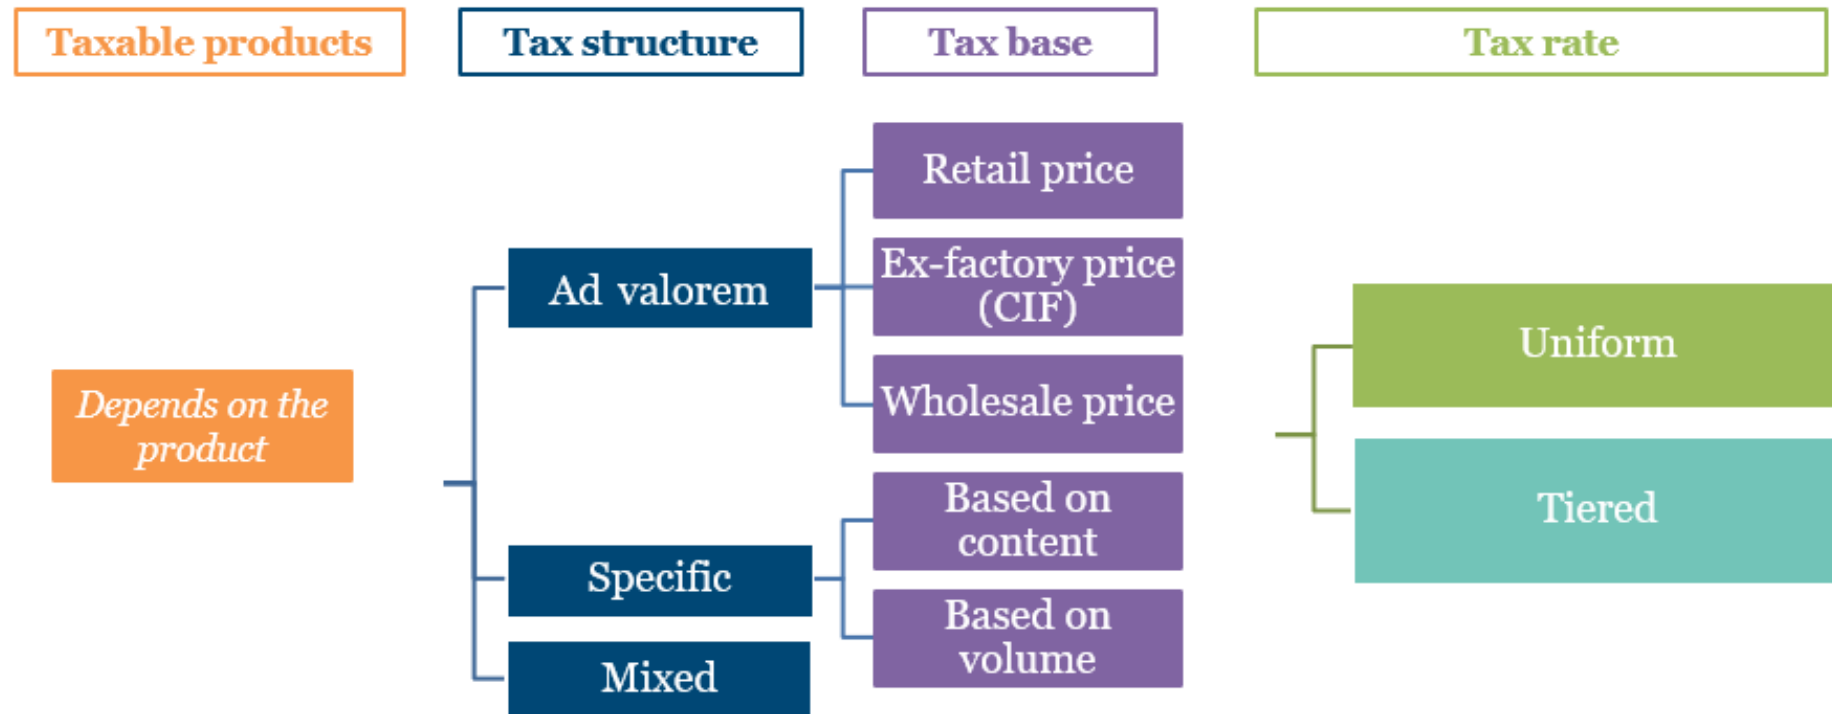 Taxable products
Tax structure
Tax base
Tax rate
Depends on the
product
Ad valorem
Specific
Mixed
Retail price
Ex-factory price
(CIF)
Wholesale price
Based on
content
Based on
volume
Uniform
Tiered